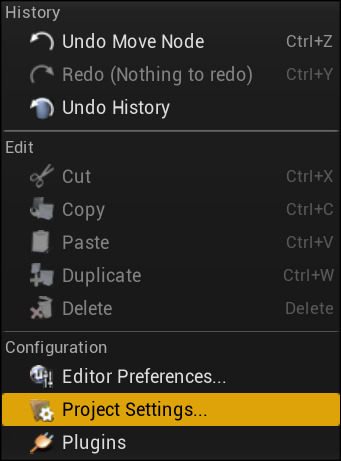 History
Undo Move Node Ctrl+Z
Redo (Nothing to redo) Ctrl+Y
Undo History
Edit
Cut Ctrl+X
Copy Ctrl+C
Paste Ctrl+V
Duplicate Ctrl+W
Delete Delete
Configuration
Editor Preferences...
Project Settings...
Plugins